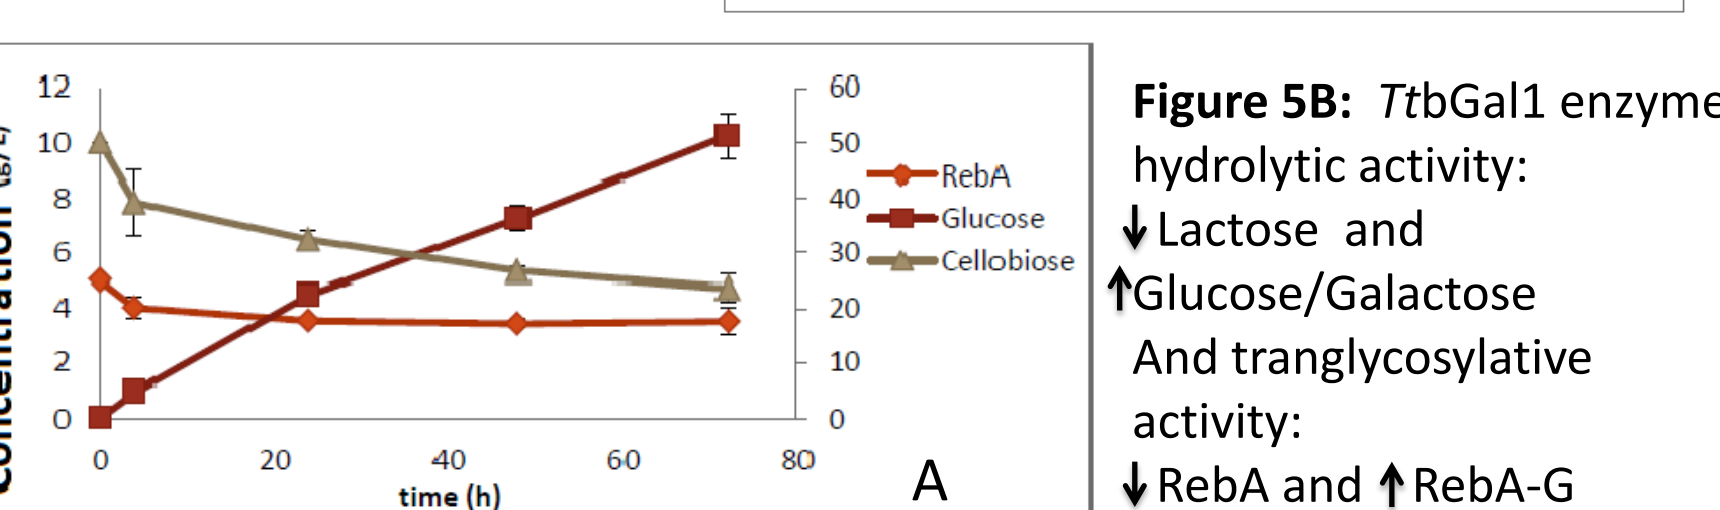 12
10
8
6
4
2
0
60
50
40
30
20
10
0
0 20 40 60 80
time (h)
RebA
Glucose
Cellobiose
A
Figure 5B: TtbGal1 enzyme
hydrolytic activity:
↓ Lactose and
↑Glucose/Galactose
And tranglycosylative
activity:
↓ RebA and ↑ RebA-G